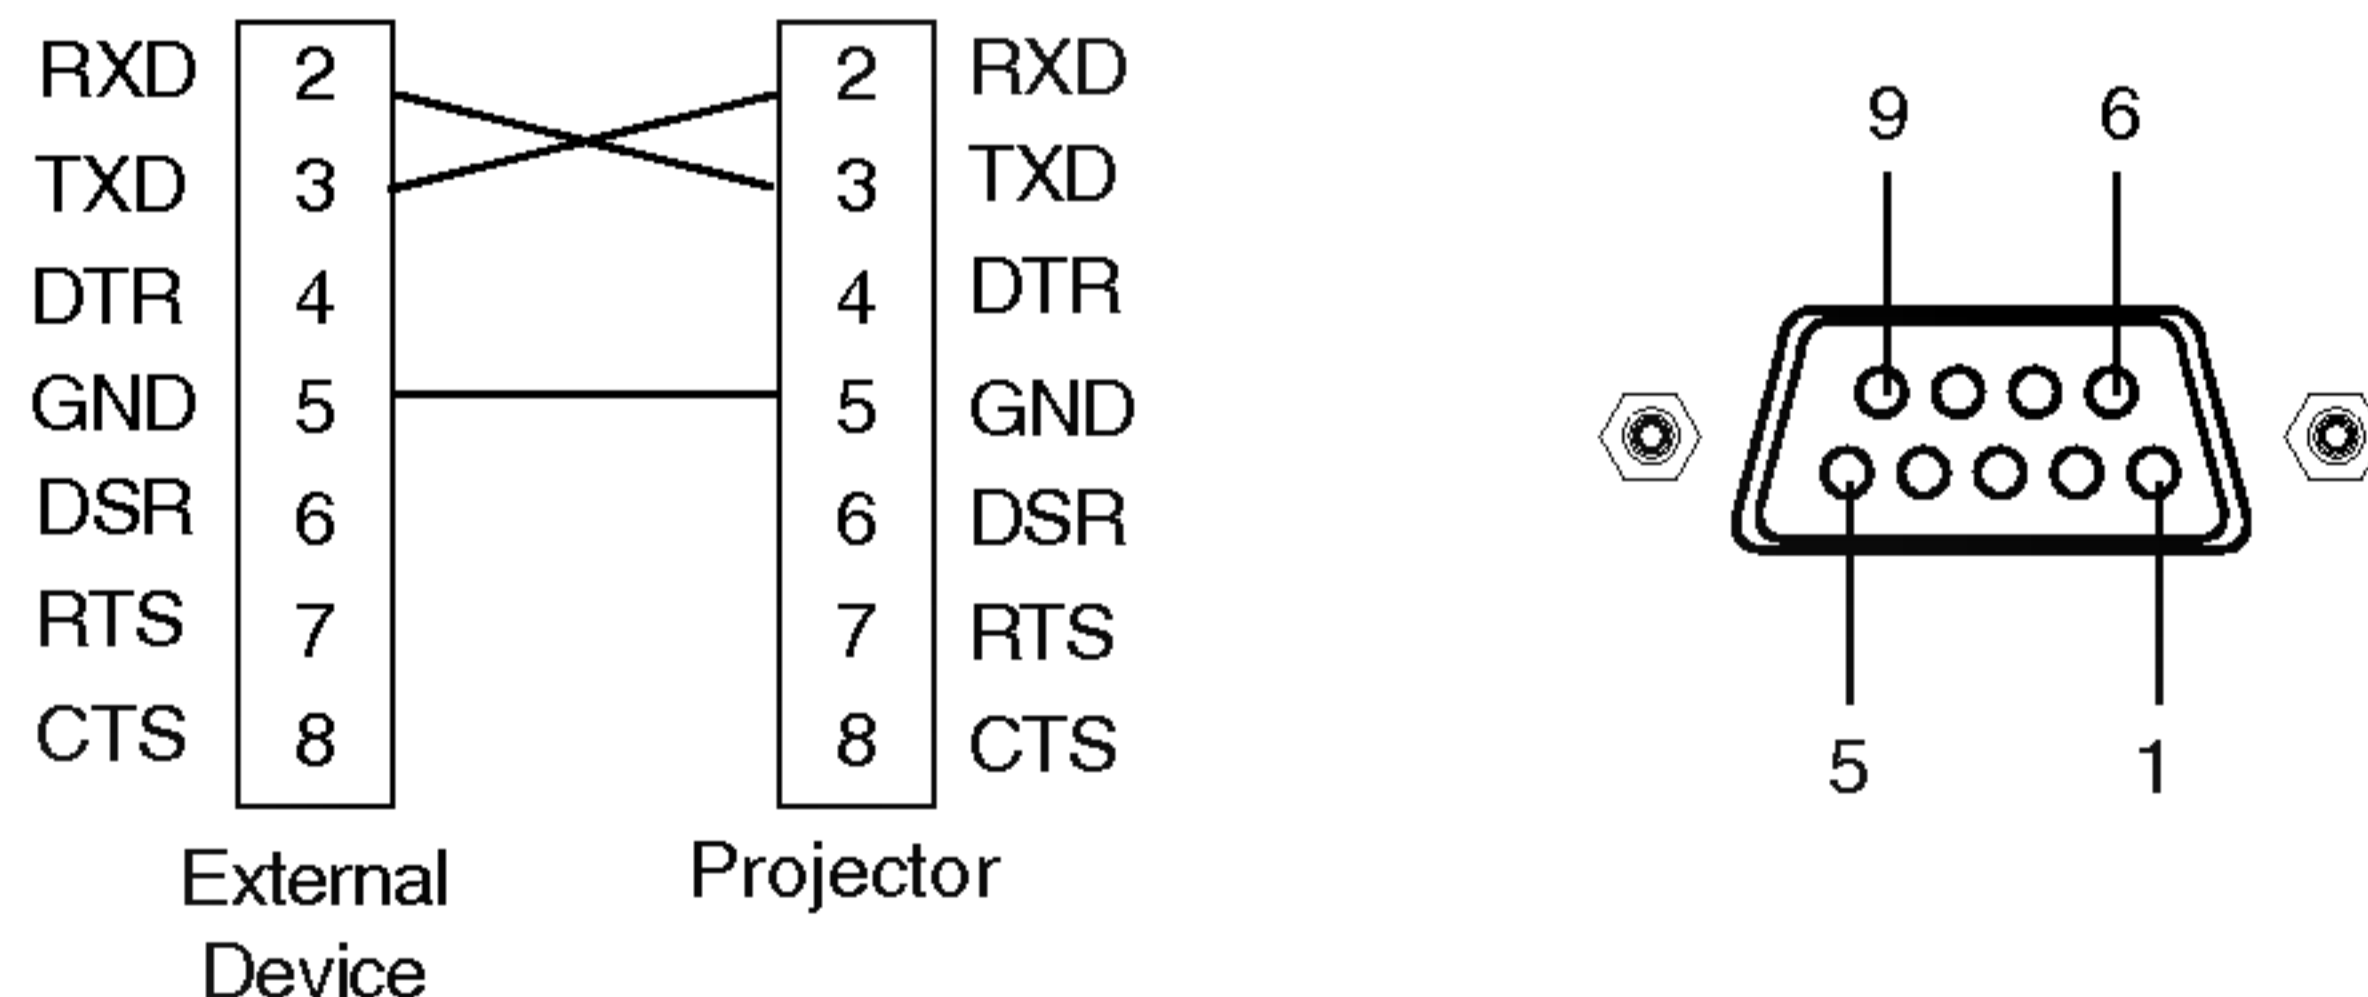 RXD 2 2 RXD
TXD 3 3 TXD
DTR 4 4 DTR
GND 5 5 GND
DSR 6 6 DSR
RTS 7 7 RTS
CTS 8 8 CTS
External
Device
Projector
9 6
5 1